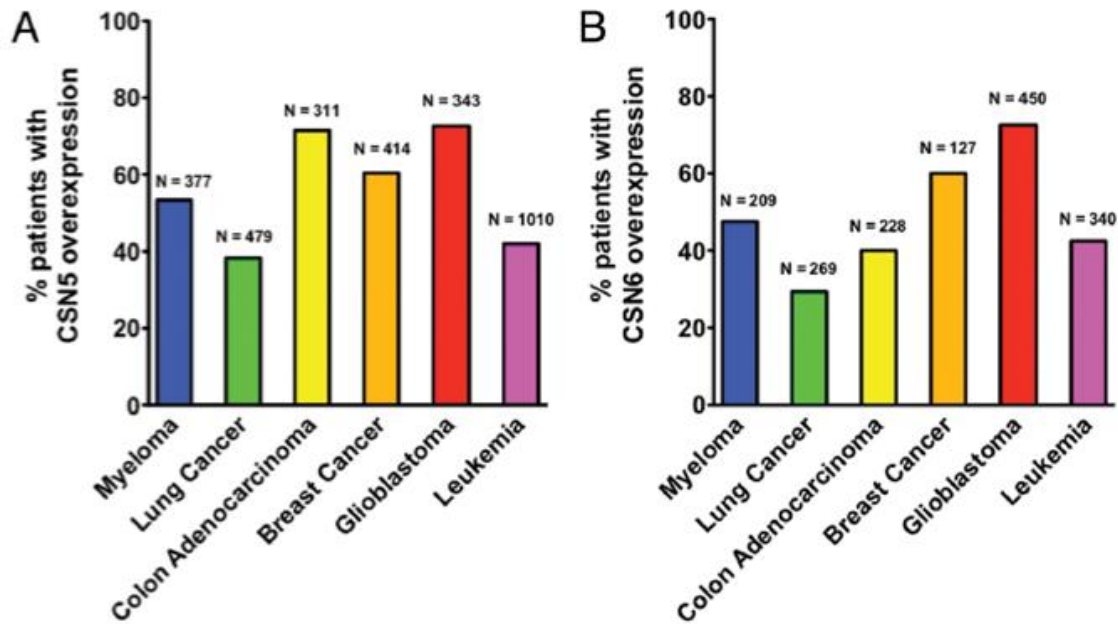 A
% patients with
CSN5 overexpression
100
80
60
40
20
0
N = 377
N = 479
N = 311
N = 414
N = 343
N = 1010
Myeloma
Lung Cancer
Colon Adenocarcinoma
Breast Cancer
Glioblastoma
Leukemia
B
% patients with
CSN6 overexpression
100
80
60
40
20
0
N = 209
N = 269
N = 228
N = 127
N = 450
N = 340
Myeloma
Lung Cancer
Colon Adenocarcinoma
Breast Cancer
Glioblastoma
Leukemia